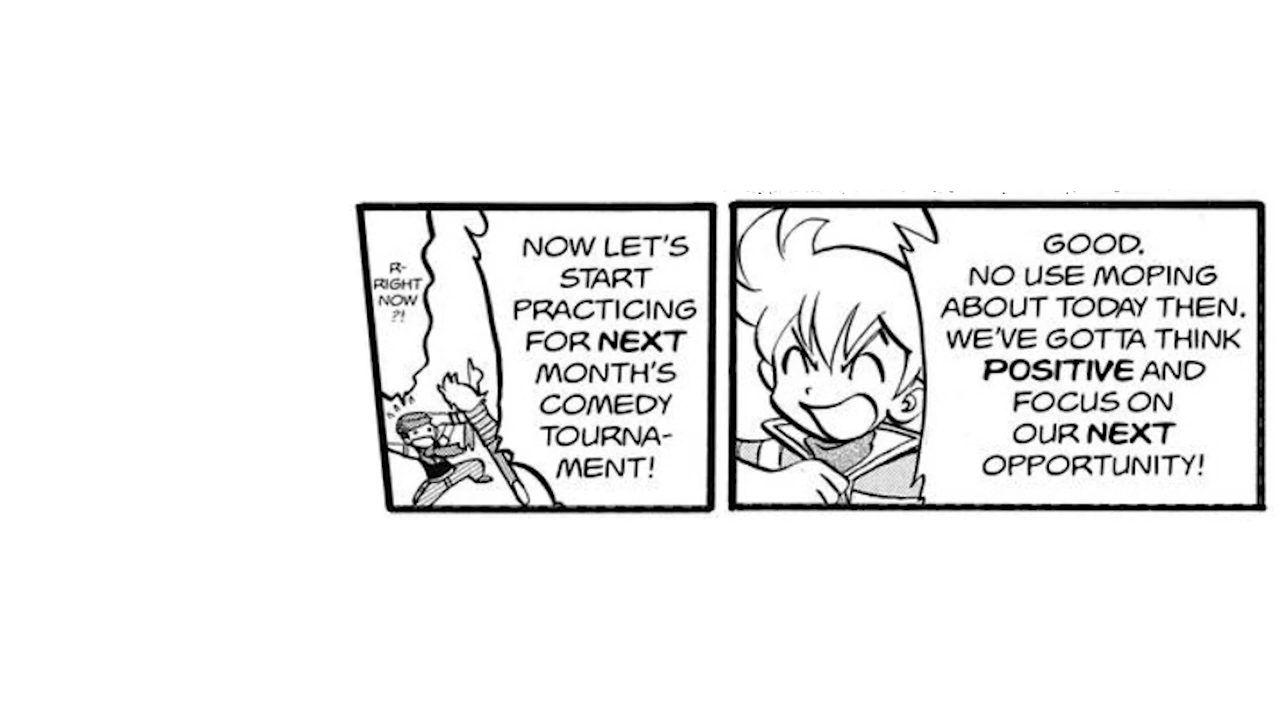 GOOD.
NO USE MOPING
ABOUT TODAY THEN.
WE'VE GOTTA THINK
POSITIVE AND
FOCUS ON
OUR NEXT
OPPORTUNITY!
NOW LET'S
START
PRACTICING
FOR NEXT
MONTH'S
COMEDY
TOURNA-
MENT!
R-
RIGHT
NOW
?!